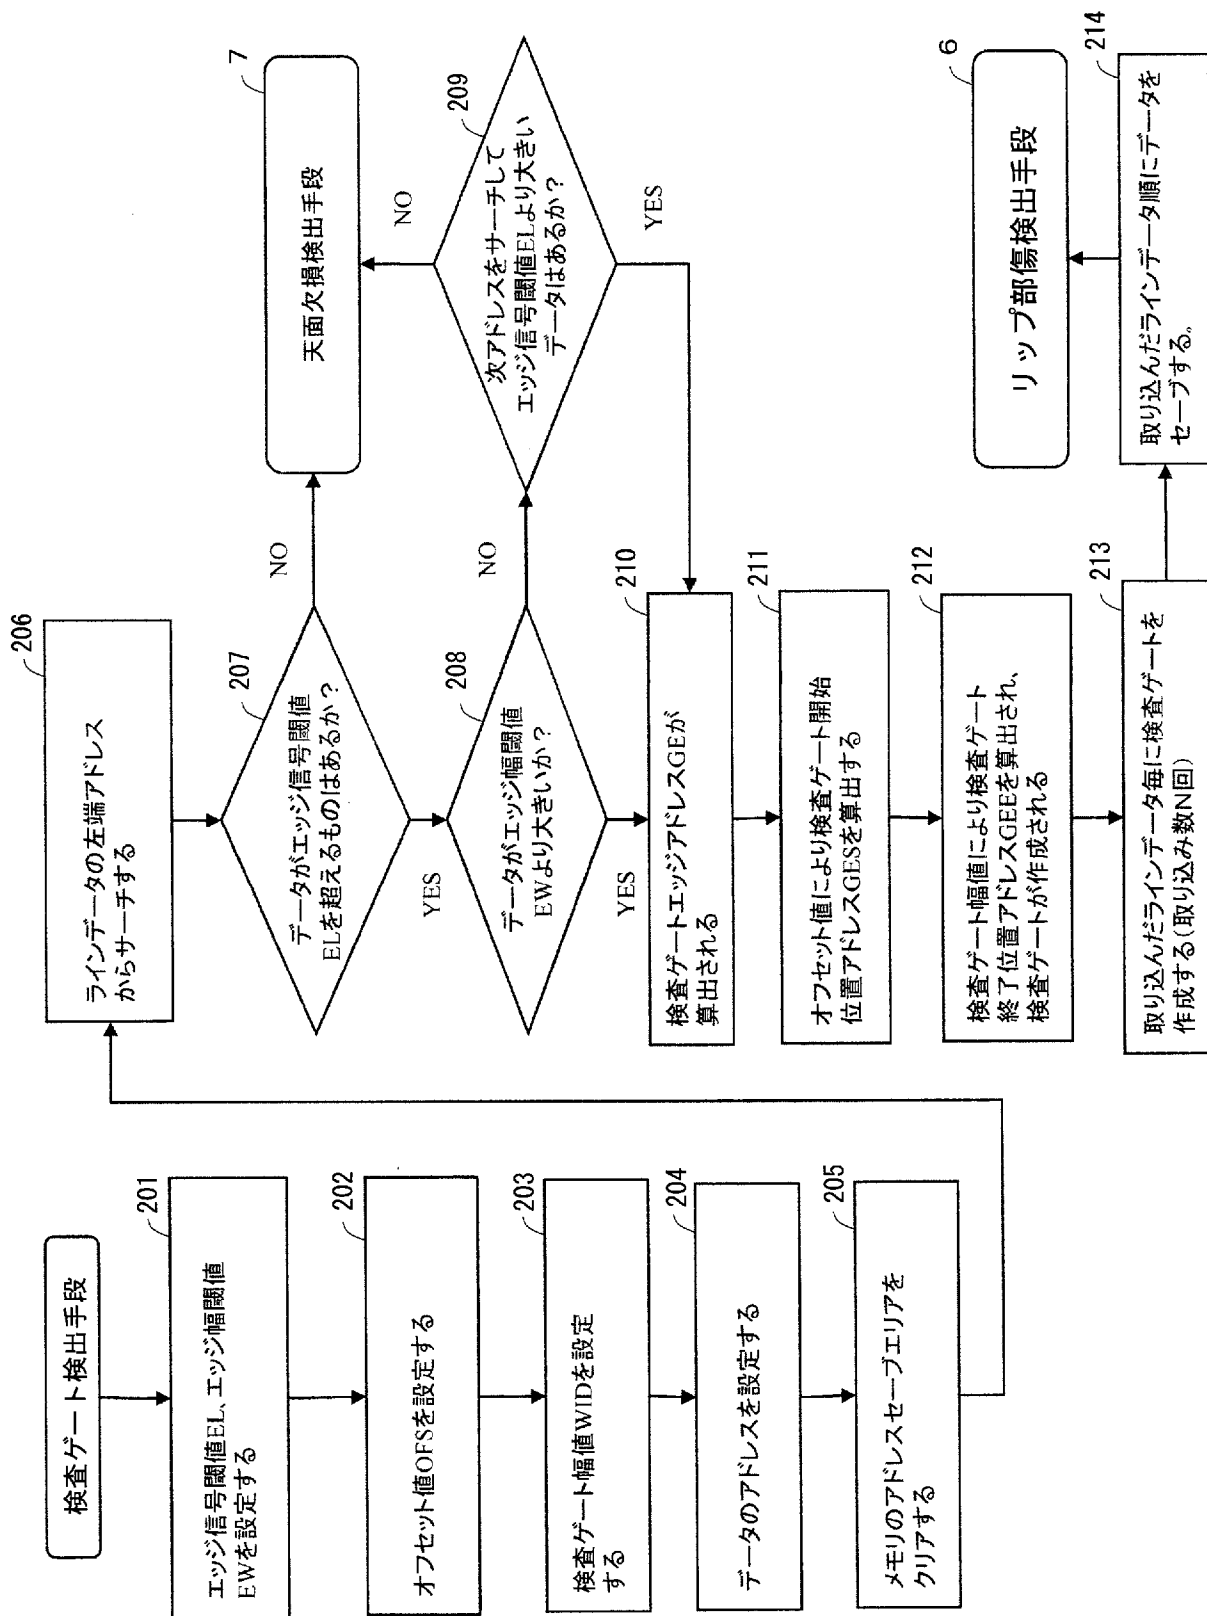 検査ゲート検出手段
201
エッジ信号閾値EL、エッジ幅閾値
EWを設定する
202
オフセット値OFSを設定する
203
検査ゲート幅値WIDを設定
する
204
データのアドレスを設定する
205
メモリのアドレスセーブエリアを
クリアする
206
ラインデータの左端アドレス
からサーチする
207
データがエッジ信号閾値
ELを超えるものはあるか?
NO
YES
7
天面欠損検出手段
208
データがエッジ幅閾値
EWより大きいか?
NO
YES
209
次アドレスをサーチして
エッジ信号閾値ELより大きい
データはあるか?
NO
YES
210
検査ゲートエッジアドレスGEが
算出される
211
オフセット値により検査ゲート開始
位置アドレスGESを算出する
212
検査ゲート幅値により検査ゲート
終了位置アドレスGEEを算出され、
検査ゲートが作成される
213
取り込んだラインデータ毎に検査ゲートを
作成する(取り込み数N回)
214
取り込んだラインデータ順にデータを
セーブする。
6
リップ部傷検出手段